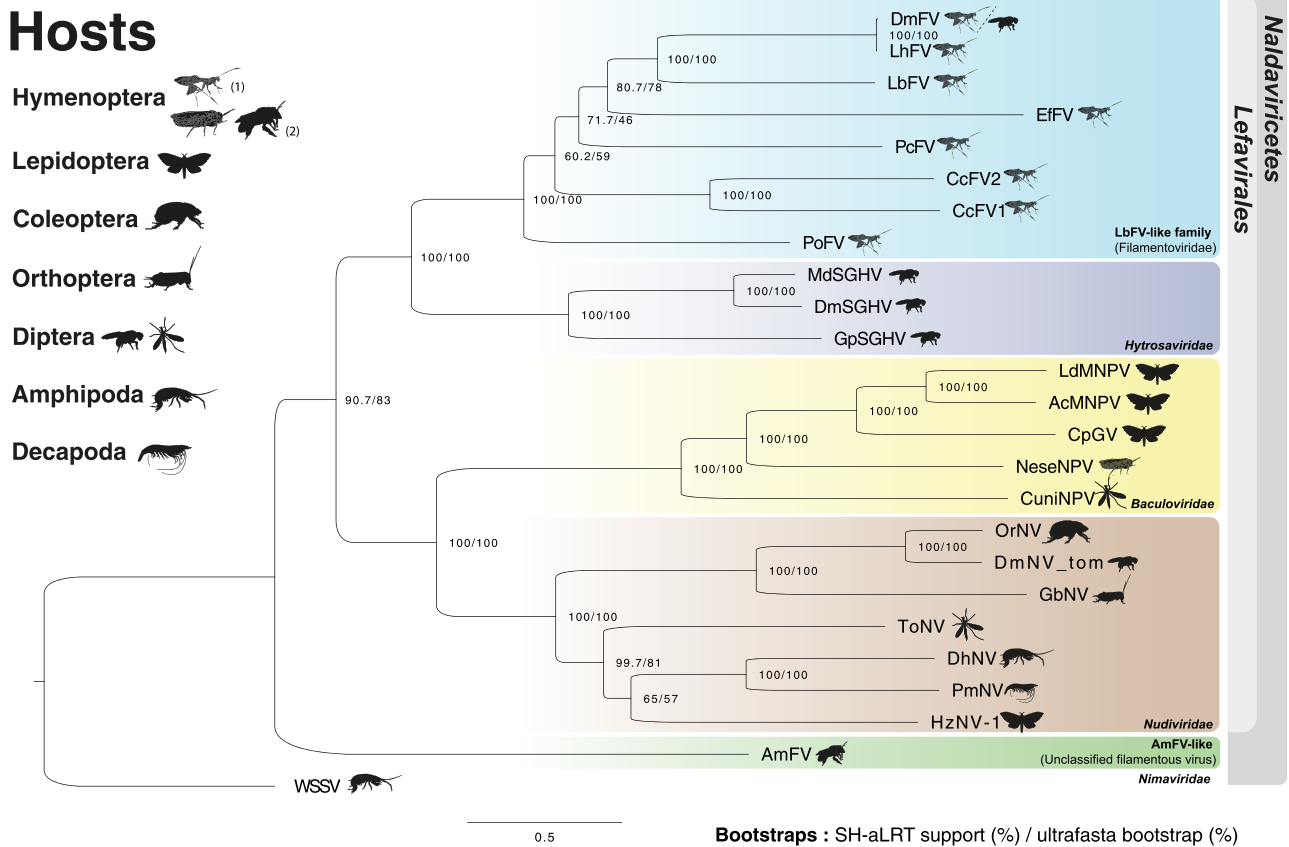 Hosts
Hymenoptera
(1)
(2)
Lepidoptera
Coleoptera
Orthoptera
Diptera
Amphipoda
Decapoda
DmFV
100/100
LhFV
100/100
LbFV
80.7/78
EfFV
71.7/46
PcFV
60.2/59
CcFV2
100/100
CcFV1
100/100
PoFV
LbFV-like family
(Filamentoviridae)
100/100
MdSGHV
100/100
DmSGHV
100/100
GpSGHV
Hytrosaviridae
90.7/83
LdMNPV
100/100
AcMNPV
100/100
CpGV
100/100
NeseNPV
100/100
CuniNPV
Baculoviridae
100/100
OrNV
100/100
DmNV_tom
100/100
GbNV
100/100
ToNV
99.7/81
DhNV
100/100
PmNV
65/57
HzNV-1
Nudiviridae
AmFV
AmFV-like
(Unclassified filamentous virus)
WSSV
Nimaviridae
Lefavirales
Naldaviricetes
0.5
Bootstraps : SH-aLRT support (%) / ultrafasta bootstrap (%)